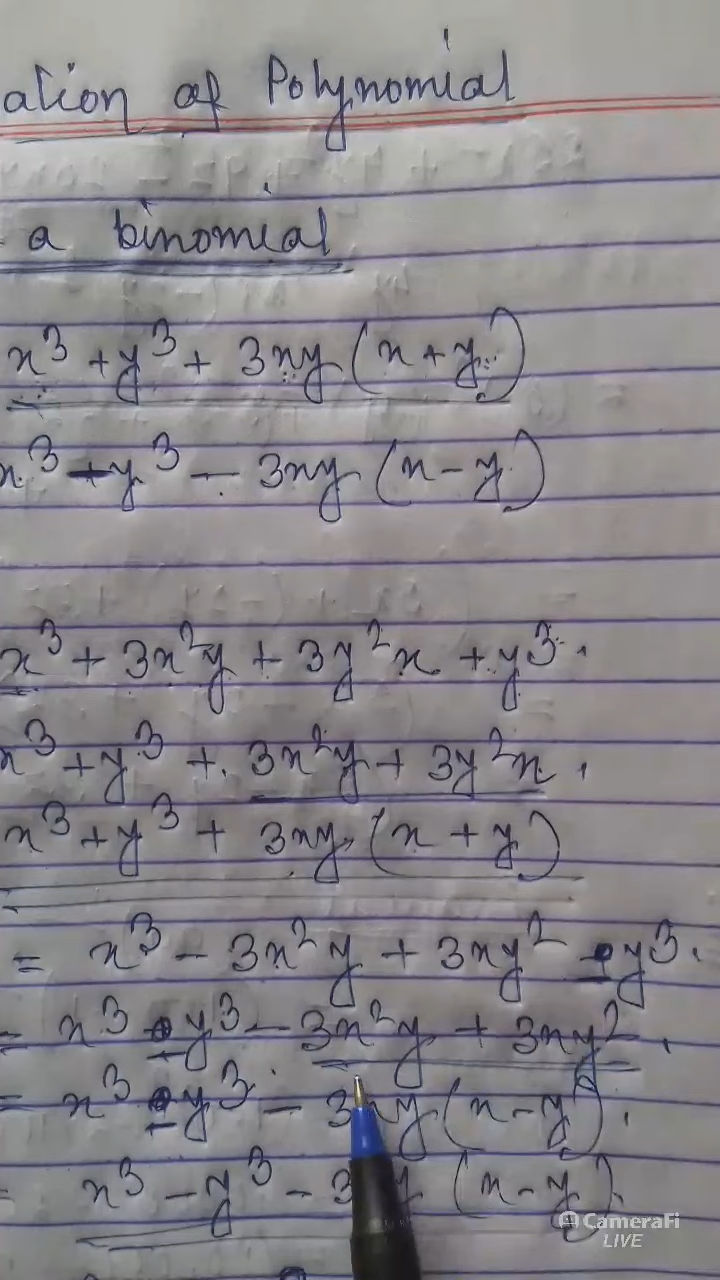 ation of Polynomial
a binomial
x³ + y³ + 3xy (x + y)
x³ - y³ - 3xy (x - y)
x³ + 3x²y + 3y²x + y³.
x³ + y³ + 3x²y + 3y²x.
x³ + y³ + 3xy (x + y)
= x³ - 3x²y + 3xy² - y³.
= x³ - y³ - 3x²y + 3xy².
= x³ - y³ - 3xy (x - y).
= x³ - y³ - 3xy (x - y).
CameraFi
LIVE